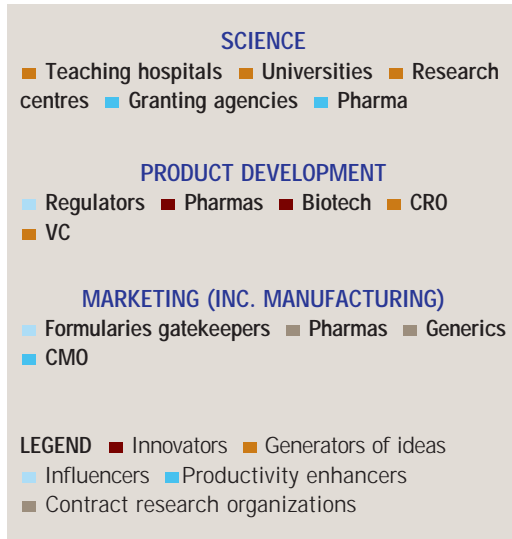 SCIENCE
Teaching hospitals Universities Research
centres Granting agencies Pharma
PRODUCT DEVELOPMENT
Regulators Pharmas Biotech CRO
VC
MARKETING (INC. MANUFACTURING)
Formularies gatekeepers Pharmas Generics
CMO
LEGEND Innovators Generators of ideas
Influencers Productivity enhancers
Contract research organizations